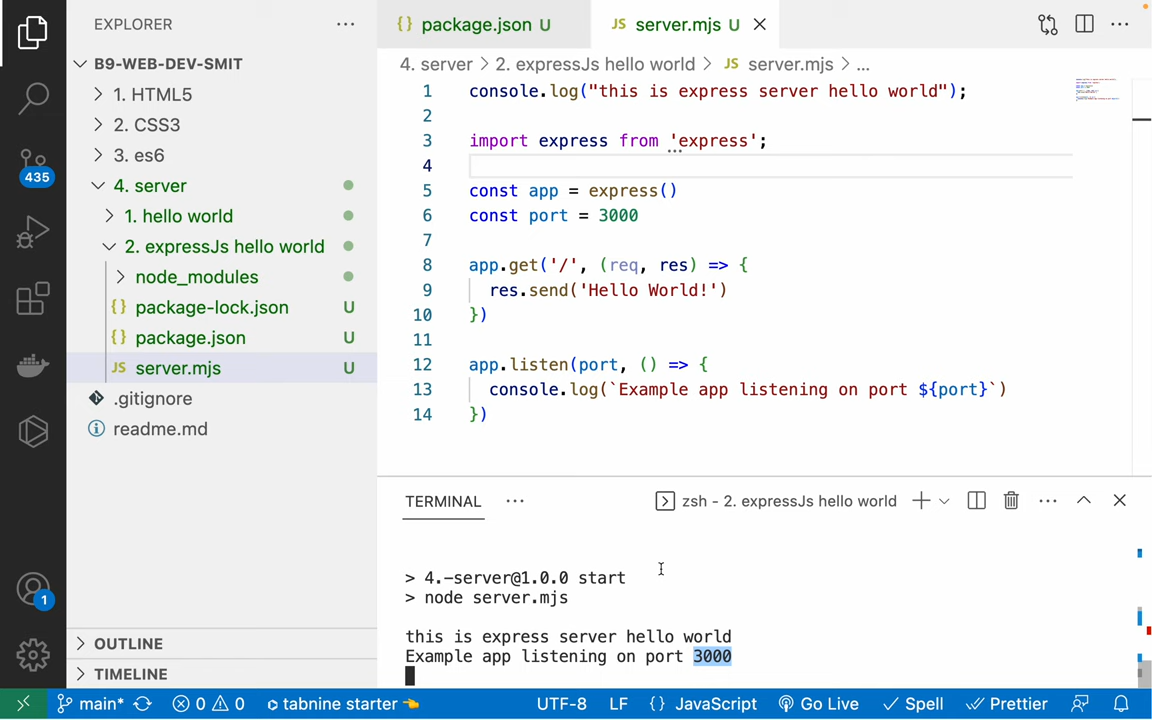 EXPLORER
B9-WEB-DEV-SMIT
1. HTML5
2. CSS3
3. es6
4. server
1. hello world
2. expressJs hello world
node_modules
{} package-lock.json U
{} package.json U
JS server.mjs U
.gitignore
readme.md
OUTLINE
TIMELINE
435
1
{} package.json U
JS server.mjs U
4. server > 2. expressJs hello world > JS server.mjs > ...
1 console.log("this is express server hello world");
2
3 import express from 'express';
4
5 const app = express()
6 const port = 3000
7
8 app.get('/', (req, res) => {
9 res.send('Hello World!')
10 })
11
12 app.listen(port, () => {
13 console.log(`Example app listening on port ${port}`)
14 })
TERMINAL
zsh - 2. expressJs hello world
> 4.-server@1.0.0 start
> node server.mjs
this is express server hello world
Example app listening on port 3000
main* 0 0 tabnine starter 👈 UTF-8 LF {} JavaScript Go Live Spell Prettier